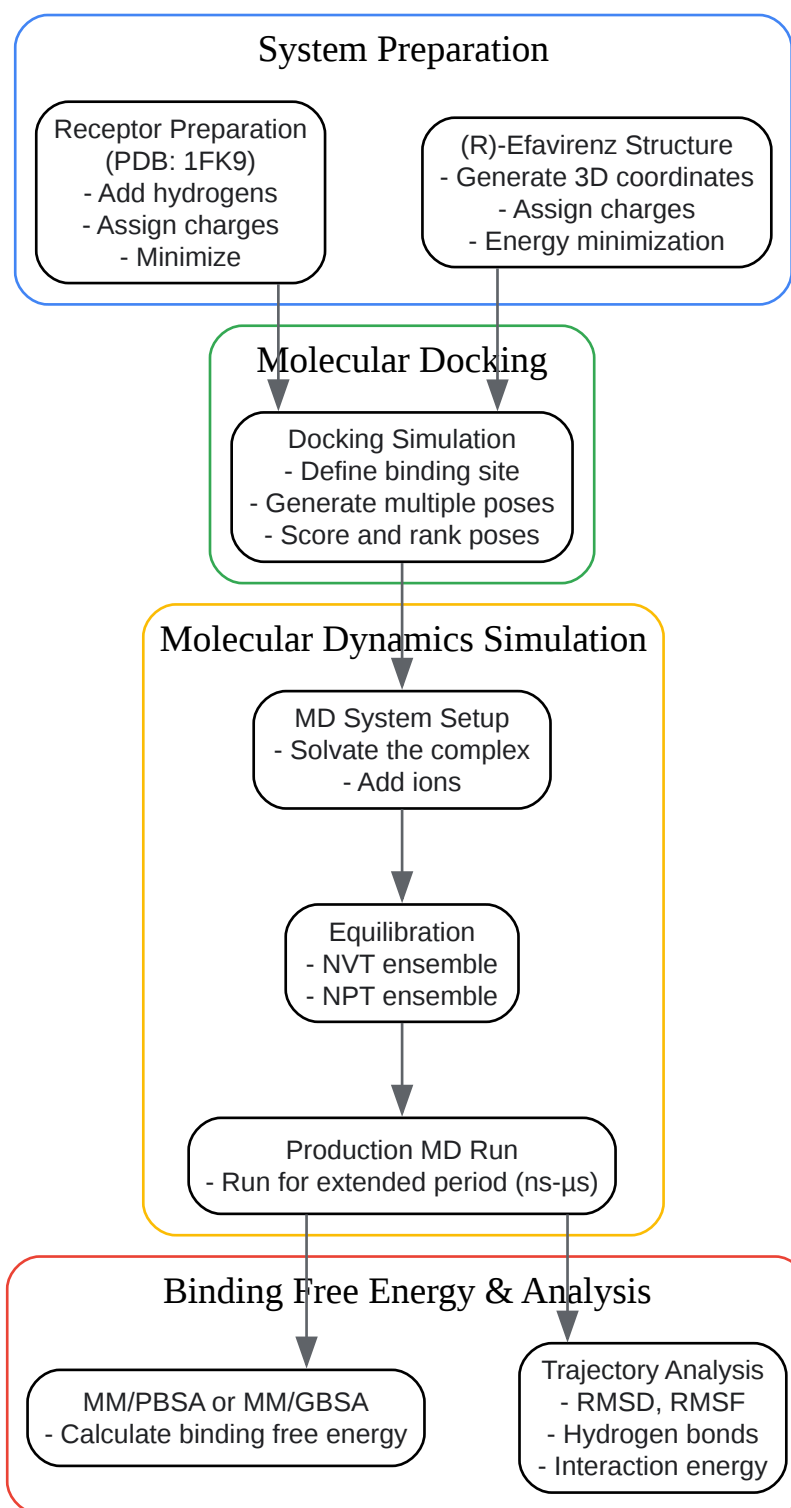 System Preparation
Receptor Preparation
(PDB: 1FK9)
- Add hydrogens
- Assign charges
- Minimize
(R)-Efavirenz Structure
- Generate 3D coordinates
- Assign charges
- Energy minimization
Molecular Docking
Docking Simulation
- Define binding site
- Generate multiple poses
- Score and rank poses
Molecular Dynamics Simulation
MD System Setup
- Solvate the complex
- Add ions
Equilibration
- NVT ensemble
- NPT ensemble
Production MD Run
- Run for extended period (ns-µs)
Binding Free Energy & Analysis
MM/PBSA or MM/GBSA
- Calculate binding free energy
Trajectory Analysis
- RMSD, RMSF
- Hydrogen bonds
- Interaction energy